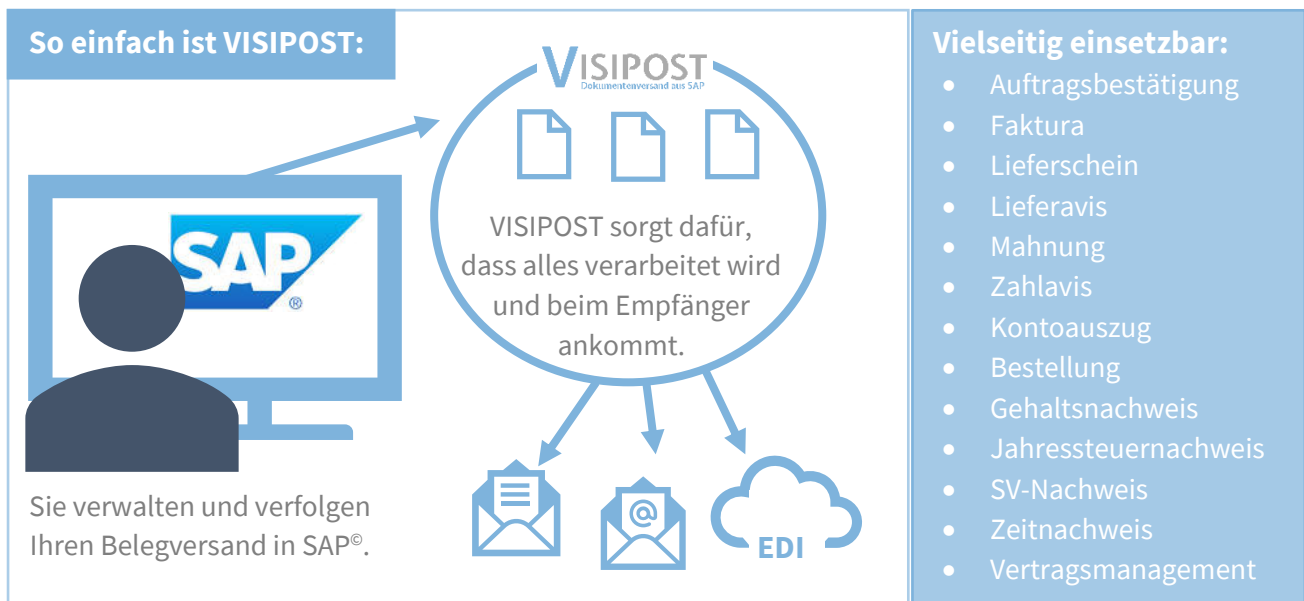 So einfach ist VISIPOST:
VISIPOST
Dokumentenversand aus SAP
SAP
®
VISIPOST sorgt dafür,
dass alles verarbeitet wird
und beim Empfänger
ankommt.
Sie verwalten und verfolgen
Ihren Belegversand in SAP©.
@
EDI
Vielseitig einsetzbar:
• Auftragsbestätigung
• Faktura
• Lieferschein
• Lieferavis
• Mahnung
• Zahlavis
• Kontoauszug
• Bestellung
• Gehaltsnachweis
• Jahressteuernachweis
• SV-Nachweis
• Zeitnachweis
• Vertragsmanagement